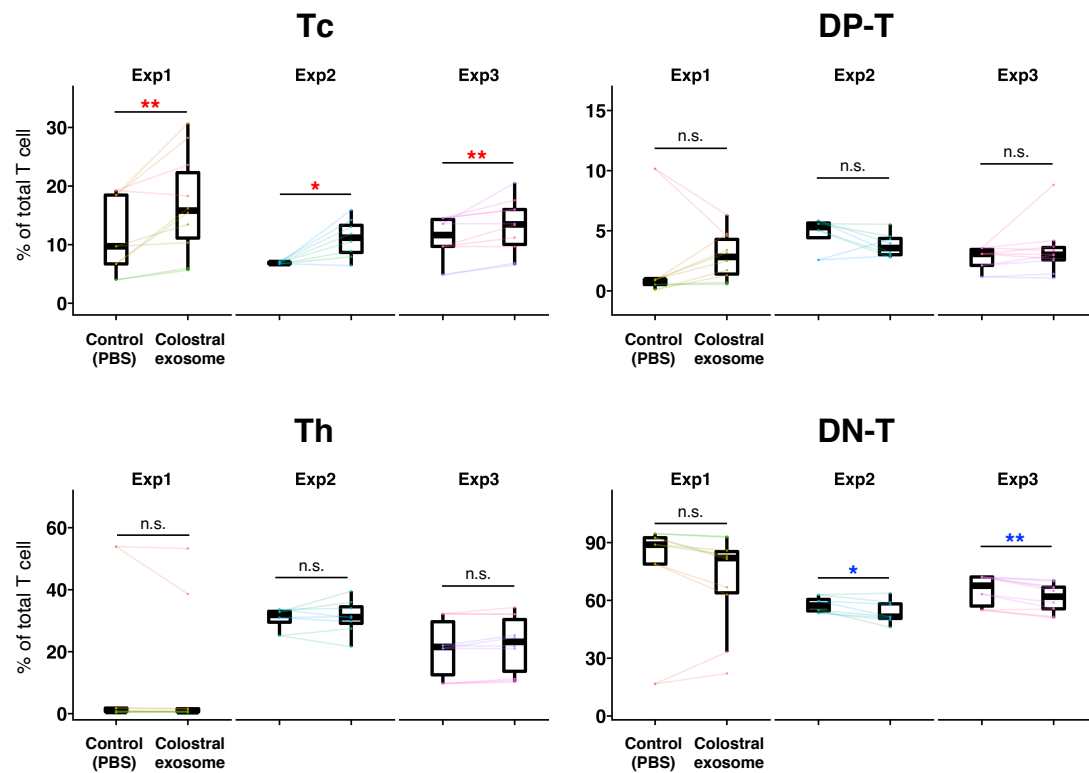 Tc
Exp1 Exp2 Exp3
** * **
% of total T cell
30
20
10
0
Control (PBS)
Colostral exosome
DP-T
Exp1 Exp2 Exp3
n.s. n.s. n.s.
15
10
5
0
Control (PBS)
Colostral exosome
Th
Exp1 Exp2 Exp3
n.s. n.s. n.s.
% of total T cell
60
40
20
0
Control (PBS)
Colostral exosome
DN-T
Exp1 Exp2 Exp3
n.s. * **
90
60
30
0
Control (PBS)
Colostral exosome